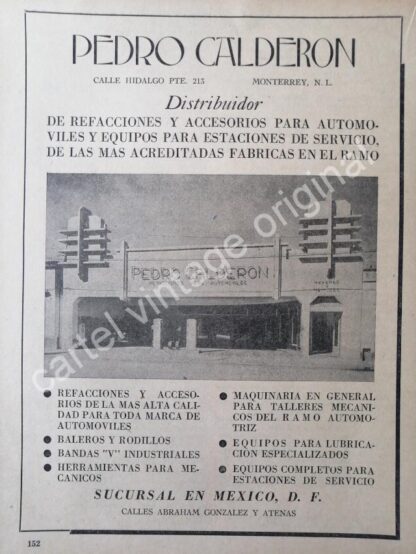 PEDRO CALDERON
CALLE HIDALGO PTE. 215 MONTERREY, N. L.
Distribuidor
DE REFACCIONES Y ACCESORIOS PARA AUTOMO-
VILES Y EQUIPOS PARA ESTACIONES DE SERVICIO,
DE LAS MAS ACREDITADAS FABRICAS EN EL RAMO
cartel vintage original
PEDRO CALDERON
● REFACCIONES Y ACCESO-
RIOS DE LA MAS ALTA CALI-
DAD PARA TODA MARCA DE
AUTOMOVILES
● BALEROS Y RODILLOS
● BANDAS "V" INDUSTRIALES
● HERRAMIENTAS PARA ME-
CANICOS
● MAQUINARIA EN GENERAL
PARA TALLERES MECANI-
COS DEL RAMO AUTOMO-
TRIZ
● EQUIPOS PARA LUBRICA-
CIÓN ESPECIALIZADOS
● EQUIPOS COMPLETOS PARA
ESTACIONES DE SERVICIO
SUCURSAL EN MEXICO, D. F.
CALLES ABRAHAM GONZALEZ Y ATENAS
152